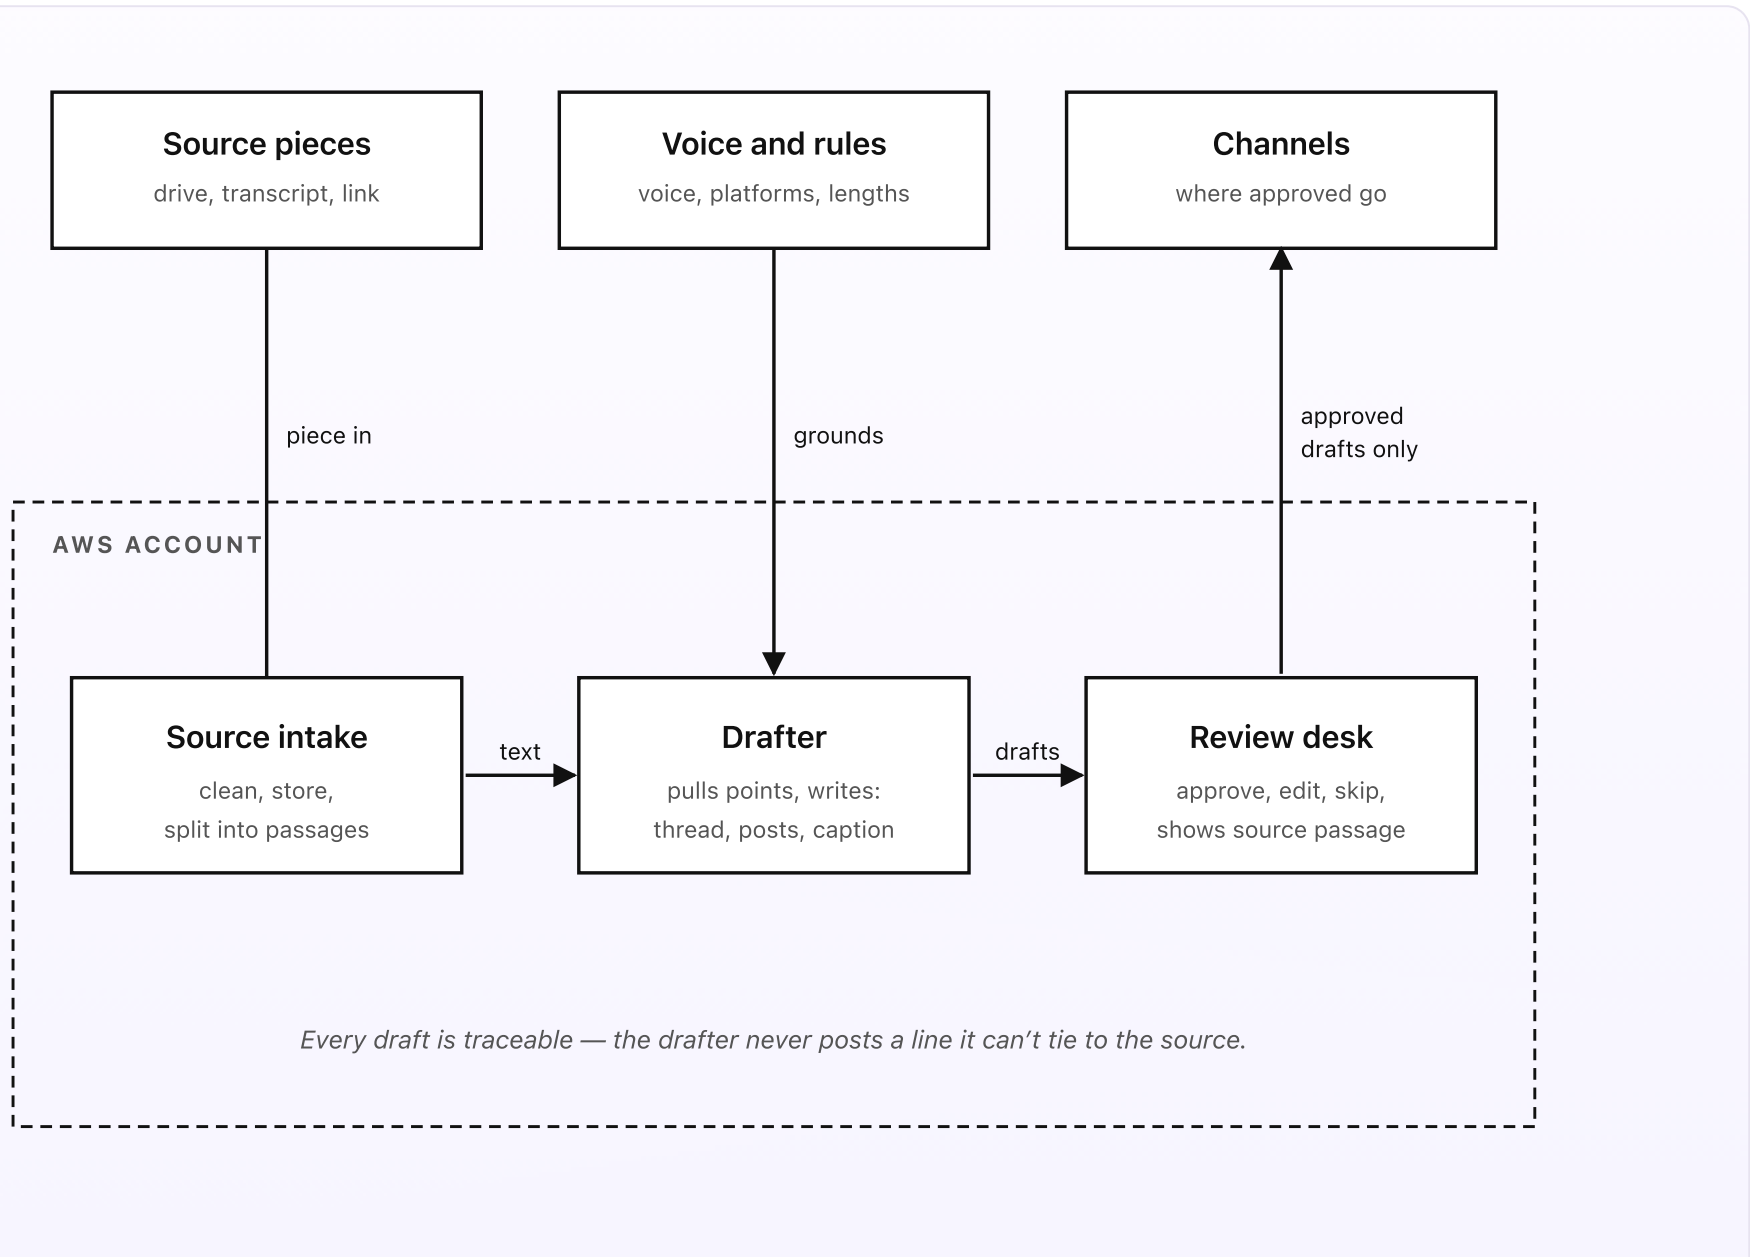 Source pieces
drive, transcript, link
Voice and rules
voice, platforms, lengths
Channels
where approved go
piece in
grounds
approved
drafts only
AWS ACCOUNT
Source intake
clean, store,
split into passages
text
Drafter
pulls points, writes:
thread, posts, caption
drafts
Review desk
approve, edit, skip,
shows source passage
Every draft is traceable — the drafter never posts a line it can’t tie to the source.